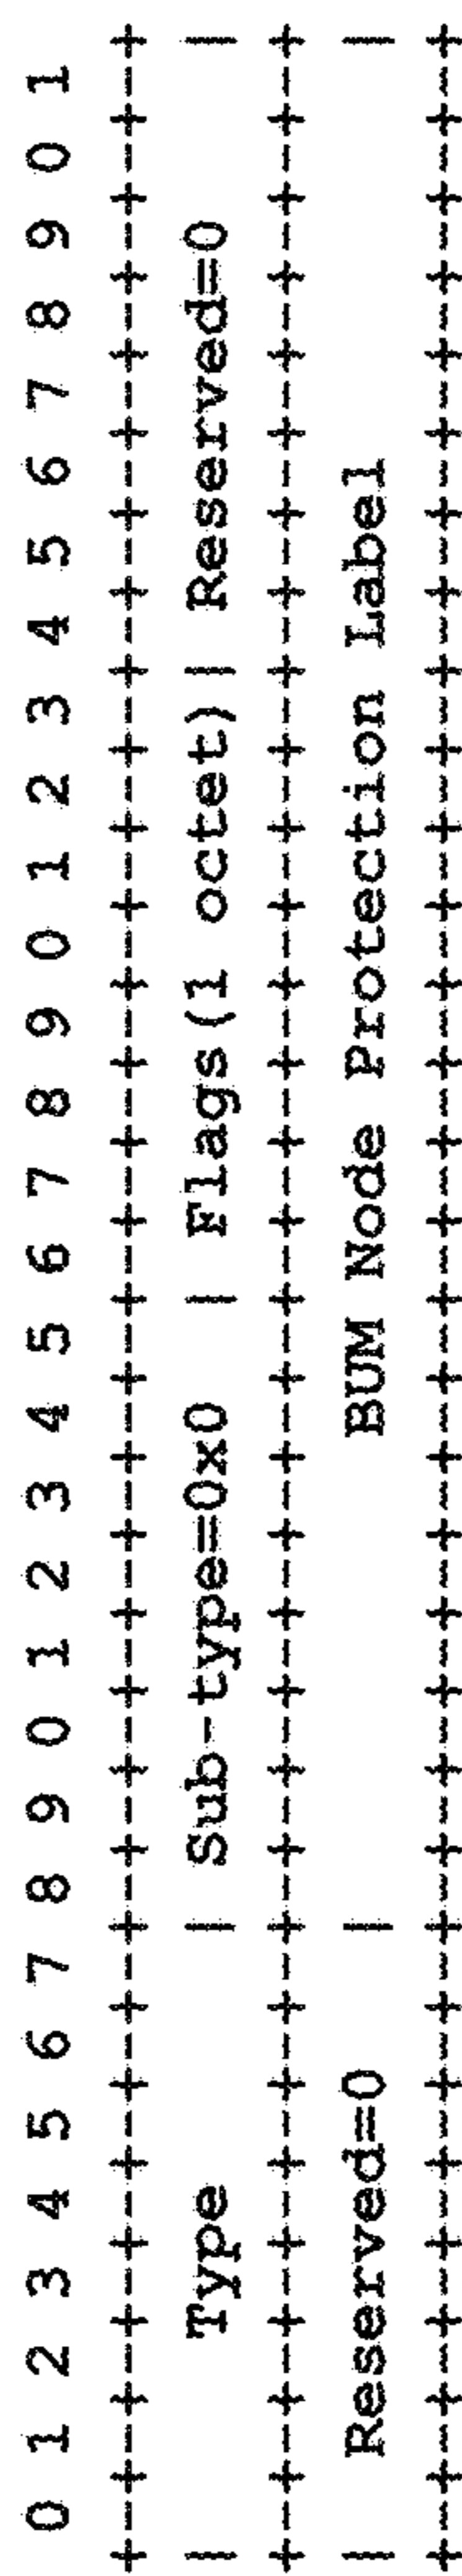 0 1 2 3 4 5 6 7 8 9 0 1 2 3 4 5 6 7 8 9 0 1 2 3 4 5 6 7 8 9 0 1
+-+-+-+-+-+-+-+-+-+-+-+-+-+-+-+-+-+-+-+-+-+-+-+-+-+-+-+-+-+-+-+-+
|     Type      | Sub-type=0x0  | Flags(1 octet)| Reserved=0    |
+-+-+-+-+-+-+-+-+-+-+-+-+-+-+-+-+-+-+-+-+-+-+-+-+-+-+-+-+-+-+-+-+
|  Reserved=0   |            BUM Node Protection Label          |
+-+-+-+-+-+-+-+-+-+-+-+-+-+-+-+-+-+-+-+-+-+-+-+-+-+-+-+-+-+-+-+-+